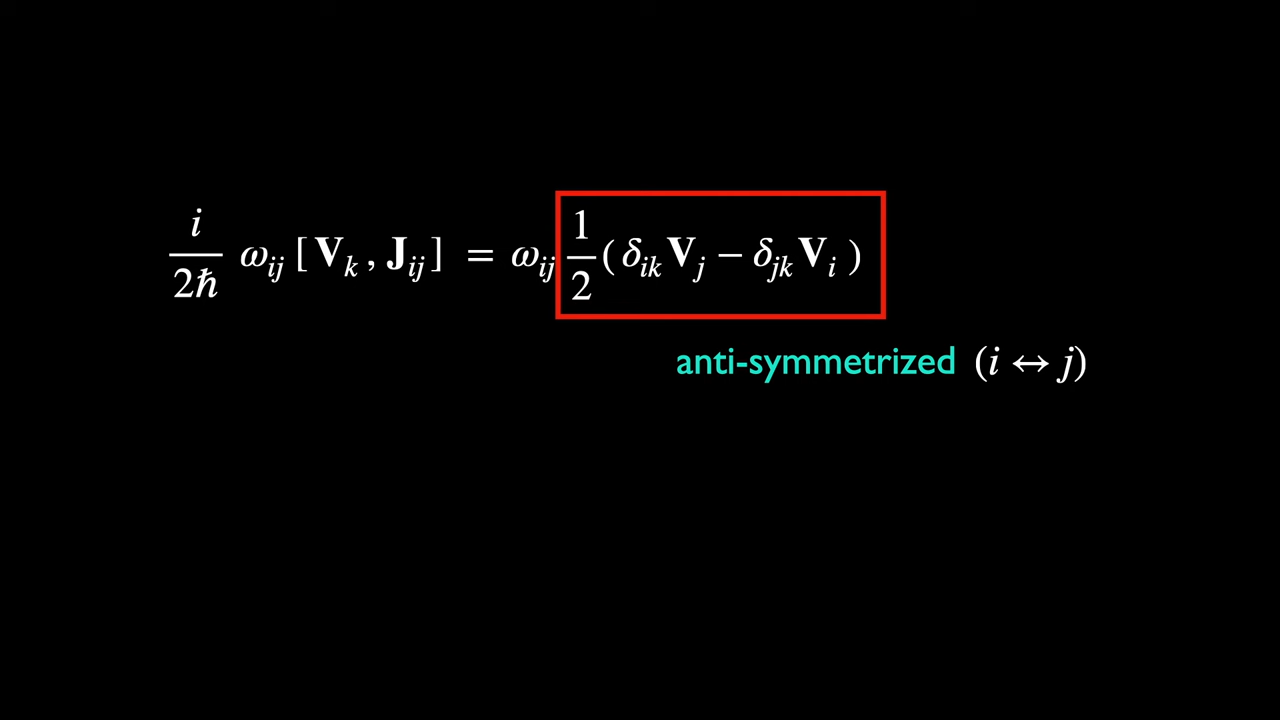 i/2ħ ω_ij [ V_k , J_ij ] = ω_ij 1/2 ( δ_ik V_j − δ_jk V_i )
anti-symmetrized (i ↔ j)